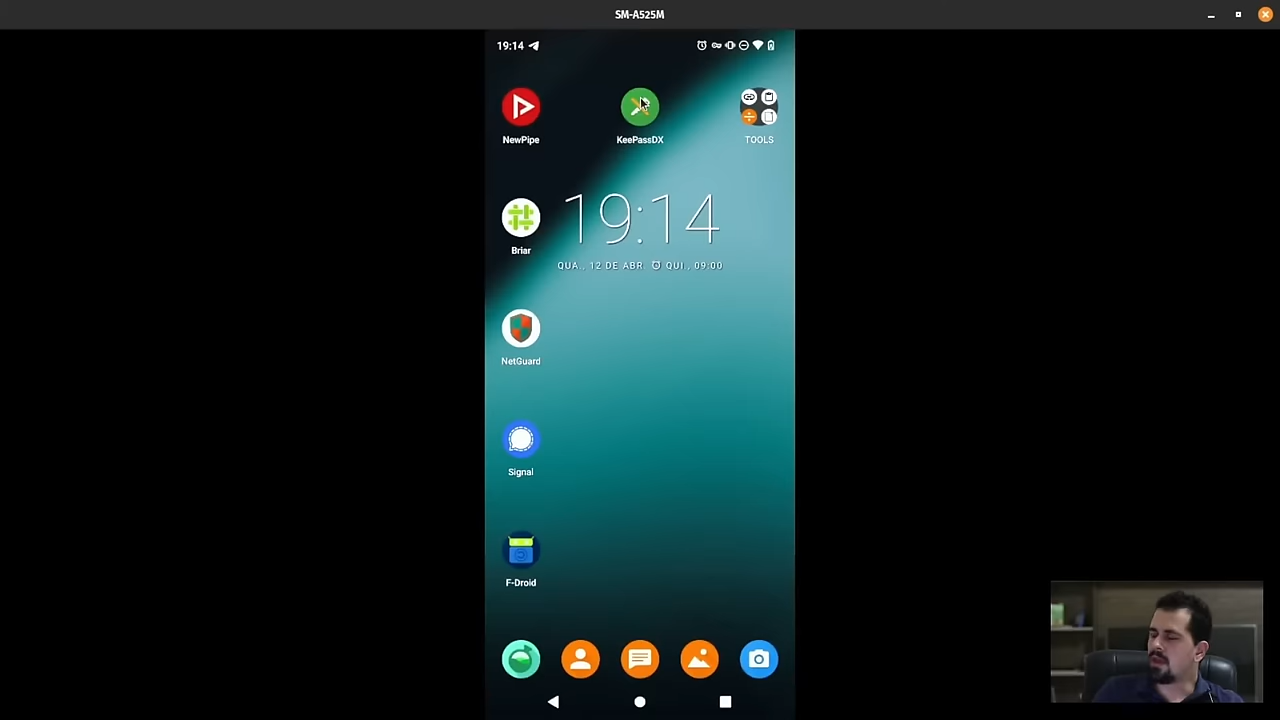 SM-A525M
19:14
NewPipe
KeePassDX
TOOLS
19:14
QUA., 12 DE ABR. QUI., 09:00
Briar
NetGuard
Signal
F-Droid